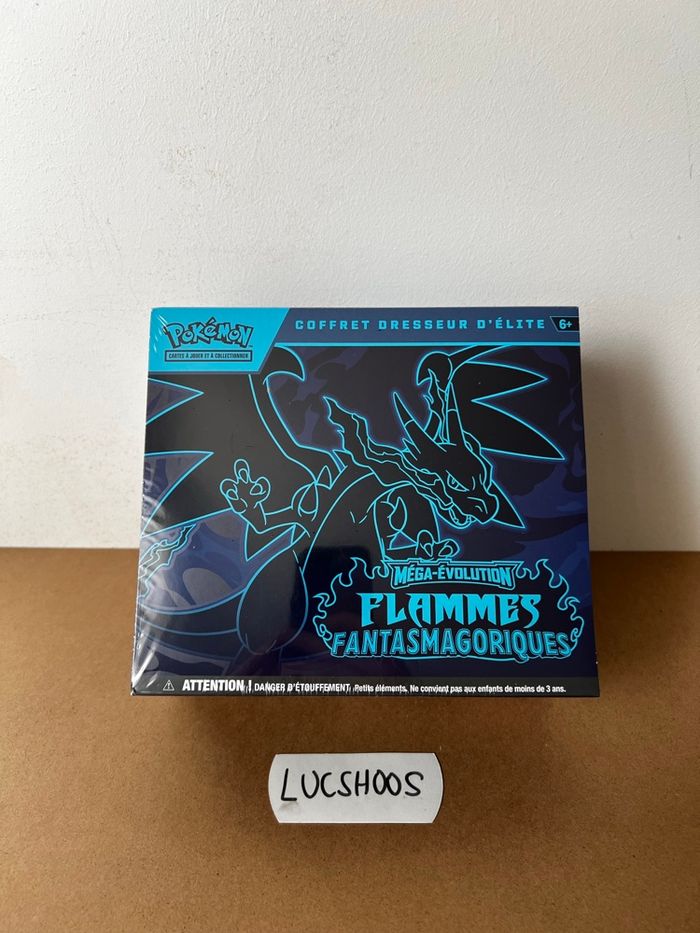 POKéMON
CARTES À JOUER ET À COLLECTIONNER
COFFRET DRESSEUR D'ÉLITE 6+
MÉGA-ÉVOLUTION
FLAMMES
FANTASMAGORIQUES
ATTENTION ! DANGER D'ÉTOUFFEMENT. Petits éléments. Ne convient pas aux enfants de moins de 3 ans.
LUCSHOOS